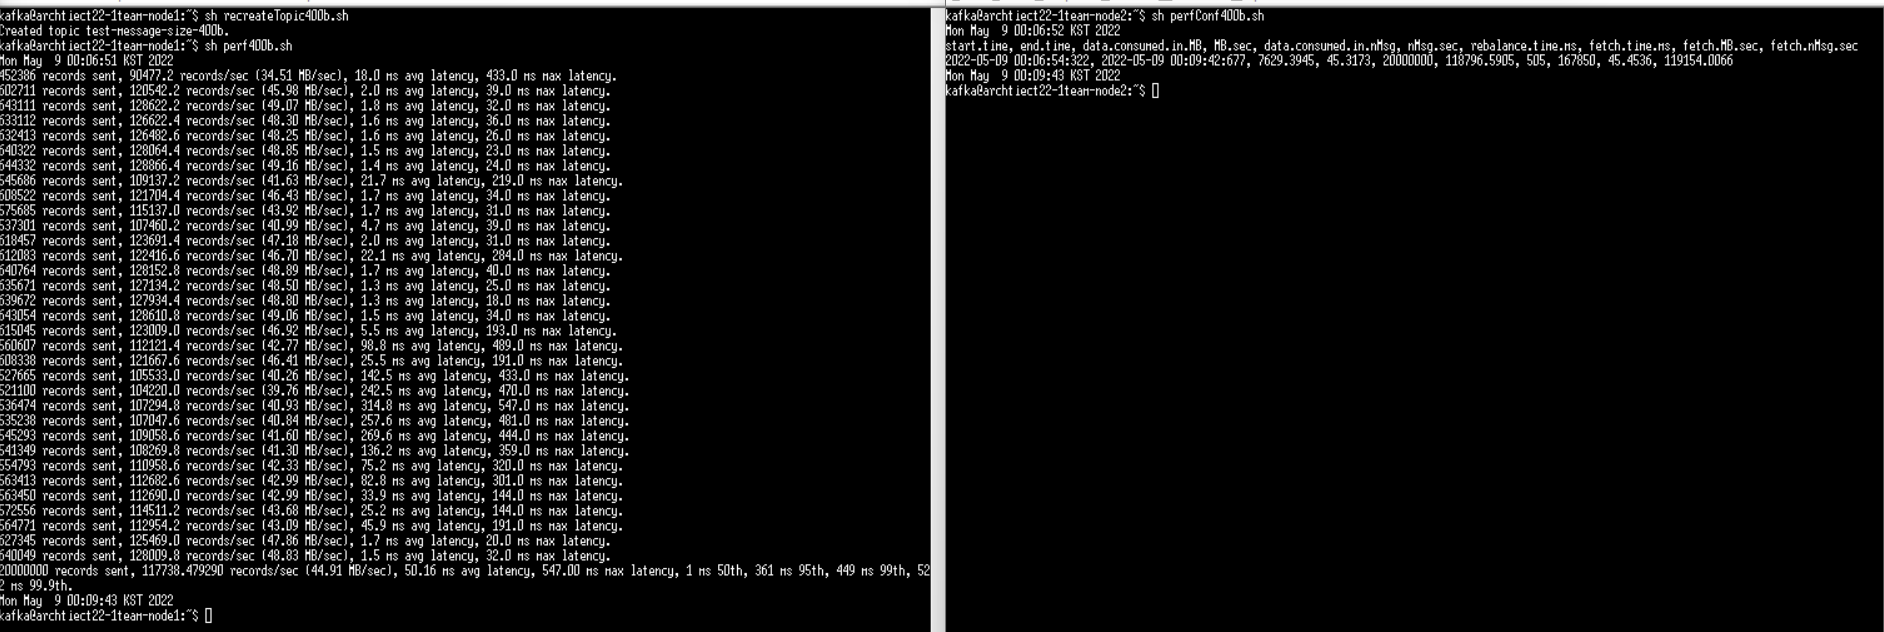 kafka@archtiect22-1team-node1:~$ sh recreateTopic400b.sh
Created topic test-message-size-400b.
kafka@archtiect22-1team-node1:~$ sh perf400b.sh
Mon May  9 00:06:51 KST 2022
452386 records sent, 90477.2 records/sec (34.51 MB/sec), 18.0 ms avg latency, 433.0 ms max latency.
602711 records sent, 120542.2 records/sec (45.98 MB/sec), 2.0 ms avg latency, 39.0 ms max latency.
643111 records sent, 128622.2 records/sec (49.07 MB/sec), 1.8 ms avg latency, 32.0 ms max latency.
633112 records sent, 126622.4 records/sec (48.30 MB/sec), 1.6 ms avg latency, 36.0 ms max latency.
632413 records sent, 126482.6 records/sec (48.25 MB/sec), 1.6 ms avg latency, 26.0 ms max latency.
640322 records sent, 128064.4 records/sec (48.85 MB/sec), 1.5 ms avg latency, 23.0 ms max latency.
644332 records sent, 128866.4 records/sec (49.16 MB/sec), 1.4 ms avg latency, 24.0 ms max latency.
545686 records sent, 109137.2 records/sec (41.63 MB/sec), 21.7 ms avg latency, 219.0 ms max latency.
608522 records sent, 121704.4 records/sec (46.43 MB/sec), 1.7 ms avg latency, 34.0 ms max latency.
575685 records sent, 115137.0 records/sec (43.92 MB/sec), 1.7 ms avg latency, 31.0 ms max latency.
537301 records sent, 107460.2 records/sec (40.99 MB/sec), 4.7 ms avg latency, 39.0 ms max latency.
618457 records sent, 123691.4 records/sec (47.18 MB/sec), 2.0 ms avg latency, 31.0 ms max latency.
612083 records sent, 122416.6 records/sec (46.70 MB/sec), 22.1 ms avg latency, 284.0 ms max latency.
640764 records sent, 128152.8 records/sec (48.89 MB/sec), 1.7 ms avg latency, 40.0 ms max latency.
635671 records sent, 127134.2 records/sec (48.50 MB/sec), 1.3 ms avg latency, 25.0 ms max latency.
639672 records sent, 127934.4 records/sec (48.80 MB/sec), 1.3 ms avg latency, 18.0 ms max latency.
643054 records sent, 128610.8 records/sec (49.06 MB/sec), 1.5 ms avg latency, 34.0 ms max latency.
615045 records sent, 123009.0 records/sec (46.92 MB/sec), 5.5 ms avg latency, 193.0 ms max latency.
560607 records sent, 112121.4 records/sec (42.77 MB/sec), 98.8 ms avg latency, 489.0 ms max latency.
608338 records sent, 121667.6 records/sec (46.41 MB/sec), 25.5 ms avg latency, 191.0 ms max latency.
527665 records sent, 105533.0 records/sec (40.26 MB/sec), 142.5 ms avg latency, 433.0 ms max latency.
521100 records sent, 104220.0 records/sec (39.76 MB/sec), 242.5 ms avg latency, 470.0 ms max latency.
536474 records sent, 107294.8 records/sec (40.93 MB/sec), 314.8 ms avg latency, 547.0 ms max latency.
535238 records sent, 107047.6 records/sec (40.84 MB/sec), 257.6 ms avg latency, 481.0 ms max latency.
545293 records sent, 109058.6 records/sec (41.60 MB/sec), 269.6 ms avg latency, 444.0 ms max latency.
541349 records sent, 108269.8 records/sec (41.30 MB/sec), 136.2 ms avg latency, 359.0 ms max latency.
554793 records sent, 110958.6 records/sec (42.33 MB/sec), 75.2 ms avg latency, 320.0 ms max latency.
563413 records sent, 112682.6 records/sec (42.99 MB/sec), 82.8 ms avg latency, 301.0 ms max latency.
563450 records sent, 112690.0 records/sec (42.99 MB/sec), 33.9 ms avg latency, 144.0 ms max latency.
572556 records sent, 114511.2 records/sec (43.68 MB/sec), 25.2 ms avg latency, 144.0 ms max latency.
564771 records sent, 112954.2 records/sec (43.09 MB/sec), 45.9 ms avg latency, 191.0 ms max latency.
627345 records sent, 125469.0 records/sec (47.86 MB/sec), 1.7 ms avg latency, 20.0 ms max latency.
640049 records sent, 128009.8 records/sec (48.83 MB/sec), 1.5 ms avg latency, 32.0 ms max latency.
20000000 records sent, 117738.479290 records/sec (44.91 MB/sec), 50.16 ms avg latency, 547.00 ms max latency, 1 ms 50th, 361 ms 95th, 449 ms 99th, 52
2 ms 99.9th.
Mon May  9 00:09:43 KST 2022
kafka@archtiect22-1team-node1:~$
kafka@archtiect22-1team-node2:~$ sh perfConf400b.sh
Mon May  9 00:06:52 KST 2022
start.time, end.time, data.consumed.in.MB, MB.sec, data.consumed.in.nMsg, nMsg.sec, rebalance.time.ms, fetch.time.ms, fetch.MB.sec, fetch.nMsg.sec
2022-05-09 00:06:54:322, 2022-05-09 00:09:42:677, 7629.3945, 45.3173, 20000000, 118796.5905, 505, 167850, 45.4536, 119154.0066
Mon May  9 00:09:43 KST 2022
kafka@archtiect22-1team-node2:~$